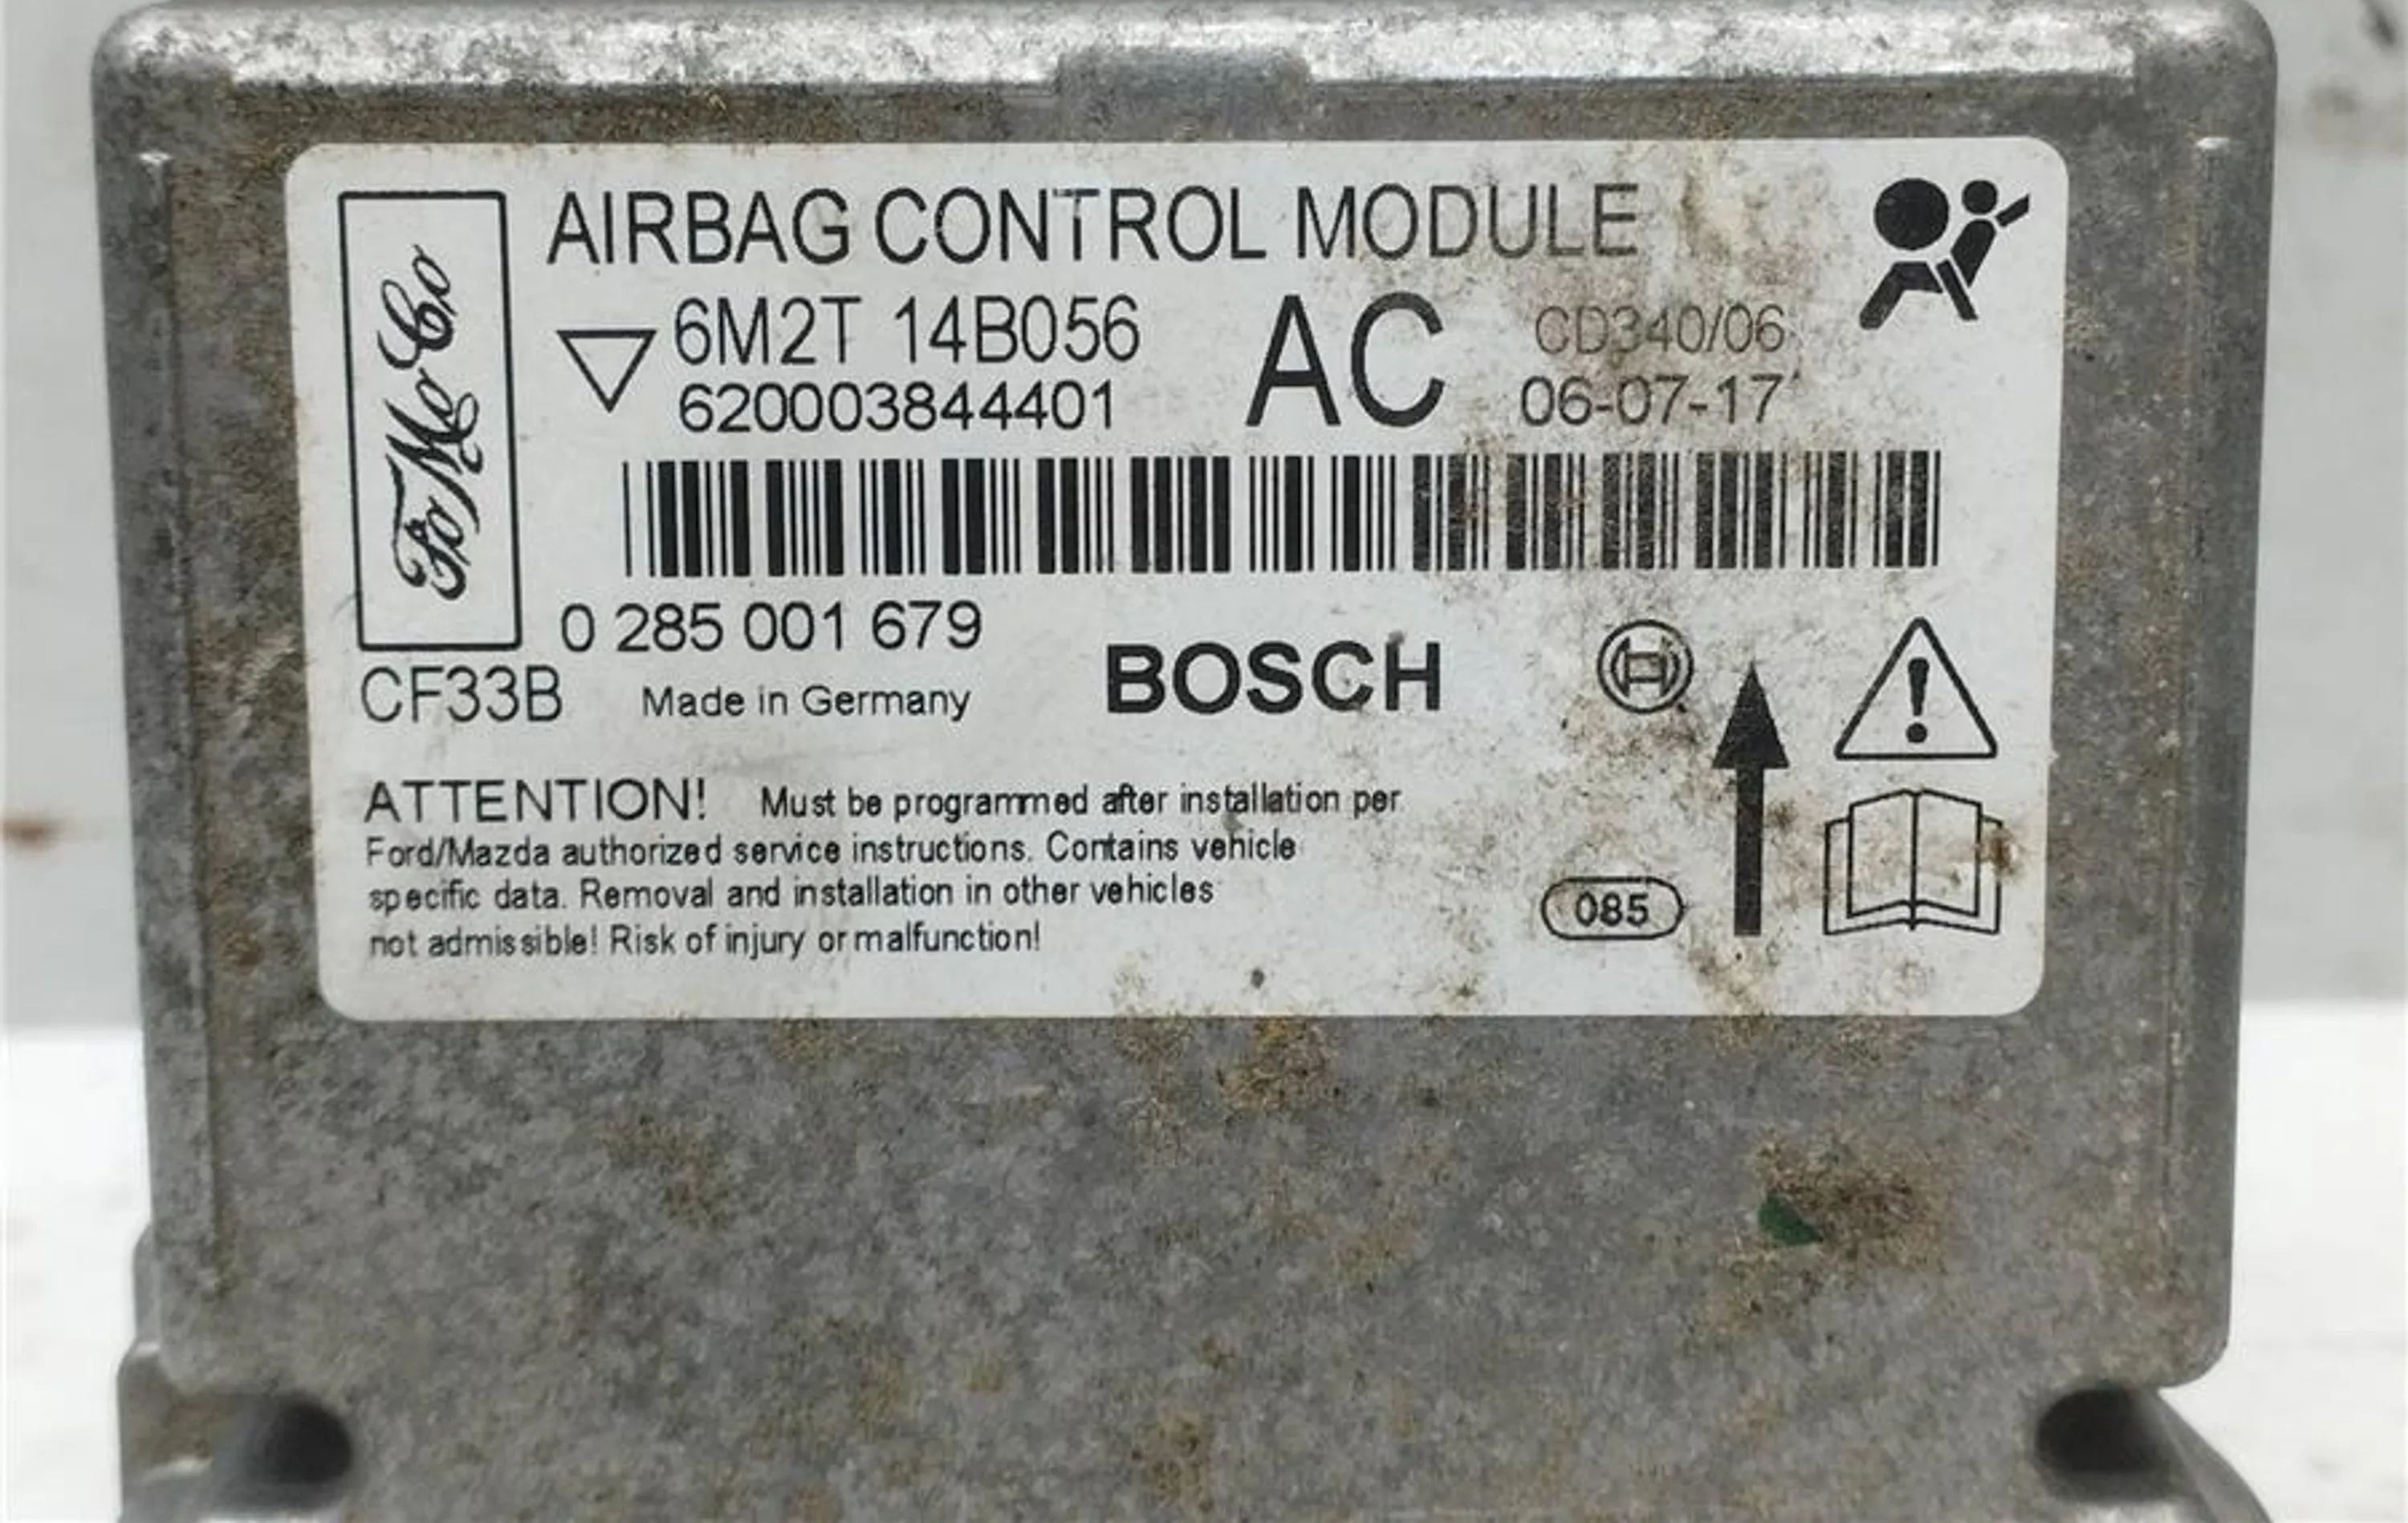 AIRBAG CONTROL MODULE
FoMoCo
6M2T 14B056 AC CD340/06
620003844401 06-07-17
0 285 001 679
CF33B Made in Germany BOSCH
ATTENTION! Must be programmed after installation per
Ford/Mazda authorized service instructions. Contains vehicle
specific data. Removal and installation in other vehicles
not admissible! Risk of injury or malfunction!
085